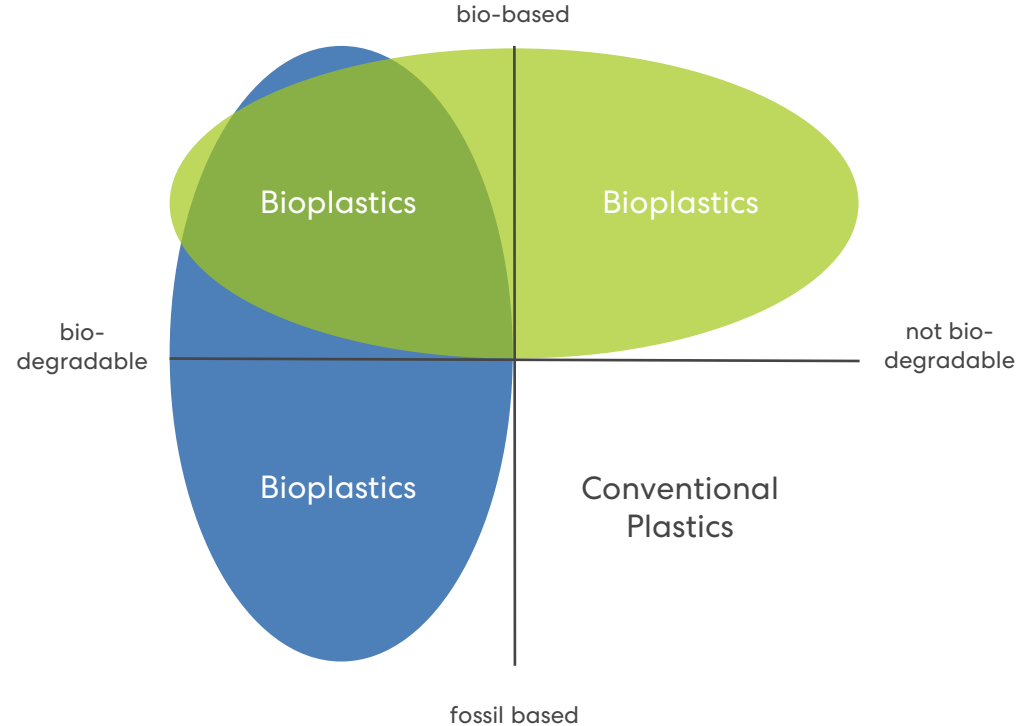 bio-based
Bioplastics
Bioplastics
bio-
degradable
not bio-
degradable
Bioplastics
Conventional
Plastics
fossil based